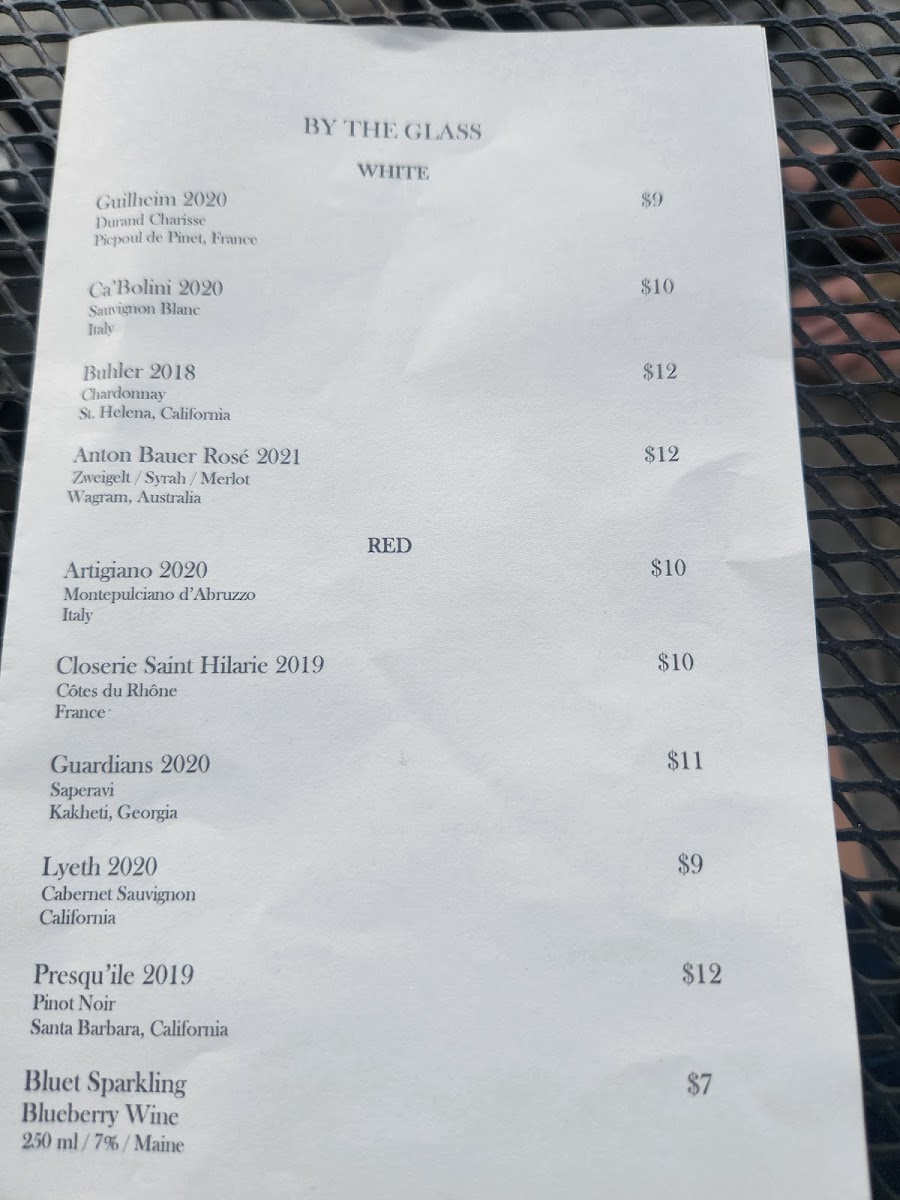 BY THE GLASS
WHITE
Guilheim 2020 $9
Durand Charisse
Picpoul de Pinet, France
Ca'Bolini 2020 $10
Sauvignon Blanc
Italy
Buhler 2018 $12
Chardonnay
St. Helena, California
Anton Bauer Rosé 2021 $12
Zweigelt / Syrah / Merlot
Wagram, Australia
RED
Artigiano 2020 $10
Montepulciano d'Abruzzo
Italy
Closerie Saint Hilarie 2019 $10
Côtes du Rhône
France
Guardians 2020 $11
Saperavi
Kakheti, Georgia
Lyeth 2020 $9
Cabernet Sauvignon
California
Presqu'ile 2019 $12
Pinot Noir
Santa Barbara, California
Bluet Sparkling $7
Blueberry Wine
250 ml / 7% / Maine